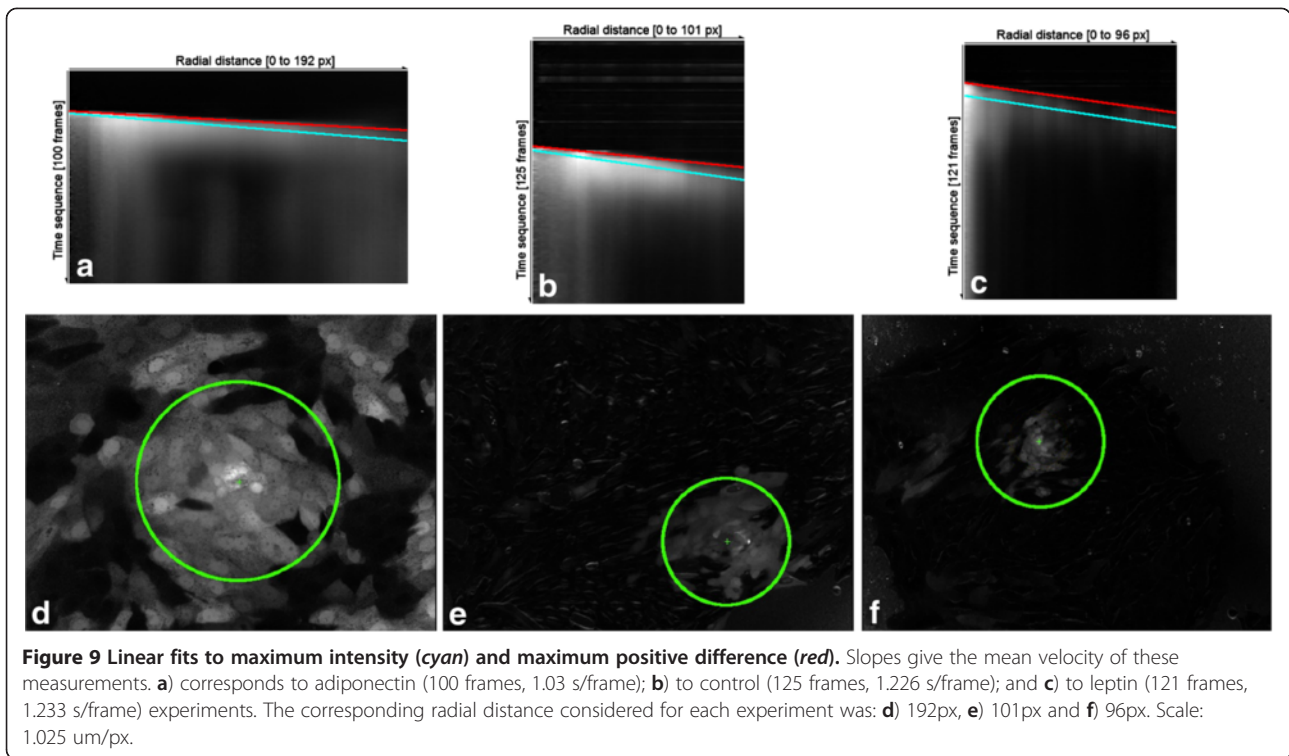 Radial distance [0 to 192 px]
Time sequence [100 frames]
a
Radial distance [0 to 101 px]
Time sequence [125 frames]
b
Radial distance [0 to 96 px]
Time sequence [121 frames]
c
d
e
f
Figure 9 Linear fits to maximum intensity (cyan) and maximum positive difference (red). Slopes give the mean velocity of these
measurements. a) corresponds to adiponectin (100 frames, 1.03 s/frame); b) to control (125 frames, 1.226 s/frame); and c) to leptin (121 frames,
1.233 s/frame) experiments. The corresponding radial distance considered for each experiment was: d) 192px, e) 101px and f) 96px. Scale:
1.025 um/px.